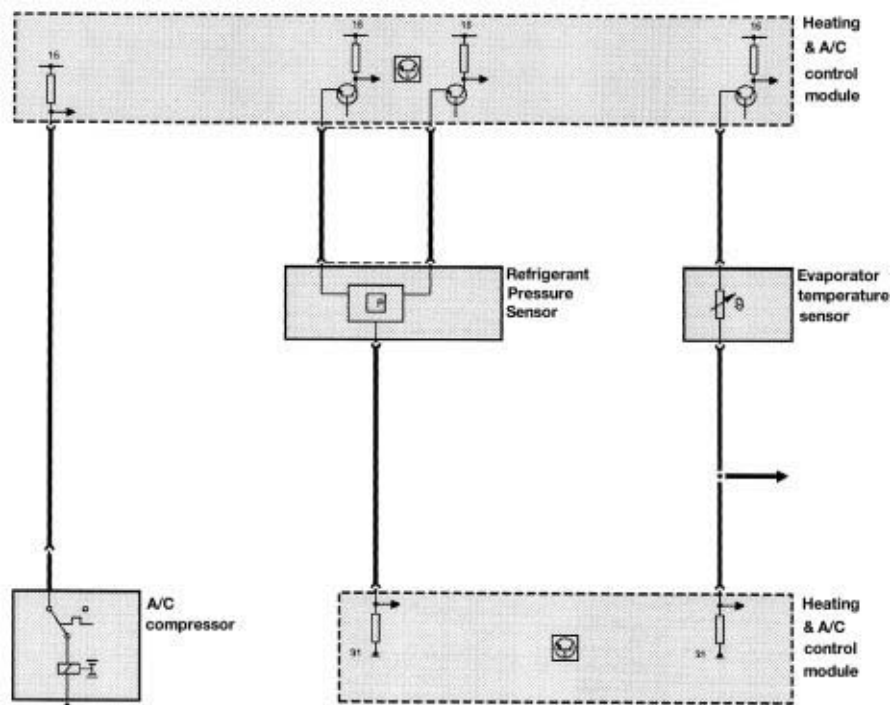 16
16
16
16
Heating
& A/C
control
module
P
Refrigerant
Pressure
Sensor
ϑ
Evaporator
temperature
sensor
A/C
compressor
31
31
Heating
& A/C
control
module